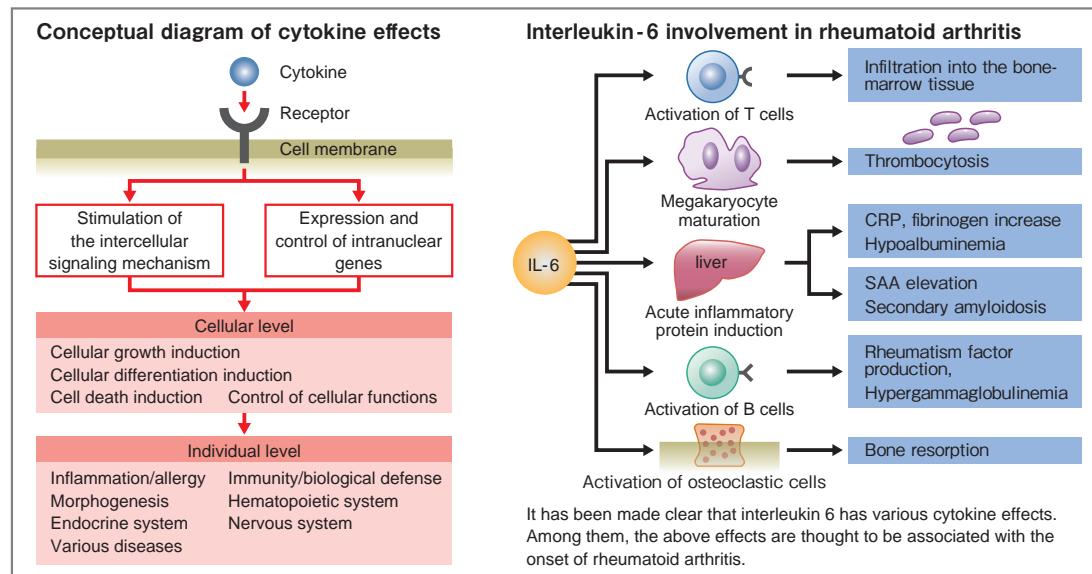 Conceptual diagram of cytokine effects
Cytokine
Receptor
Cell membrane
Stimulation of
the intercellular
signaling mechanism
Expression and
control of intranuclear
genes
Cellular level
Cellular growth induction
Cellular differentiation induction
Cell death induction Control of cellular functions
Individual level
Inflammation/allergy Immunity/biological defense
Morphogenesis Hematopoietic system
Endocrine system Nervous system
Various diseases
Interleukin-6 involvement in rheumatoid arthritis
IL-6
Activation of T cells
Infiltration into the bone-
marrow tissue
Megakaryocyte
maturation
Thrombocytosis
liver
Acute inflammatory
protein induction
CRP, fibrinogen increase
Hypoalbuminemia
SAA elevation
Secondary amyloidosis
Activation of B cells
Rheumatism factor
production,
Hypergammaglobulinemia
Activation of osteoclastic cells
Bone resorption
It has been made clear that interleukin 6 has various cytokine effects.
Among them, the above effects are thought to be associated with the
onset of rheumatoid arthritis.